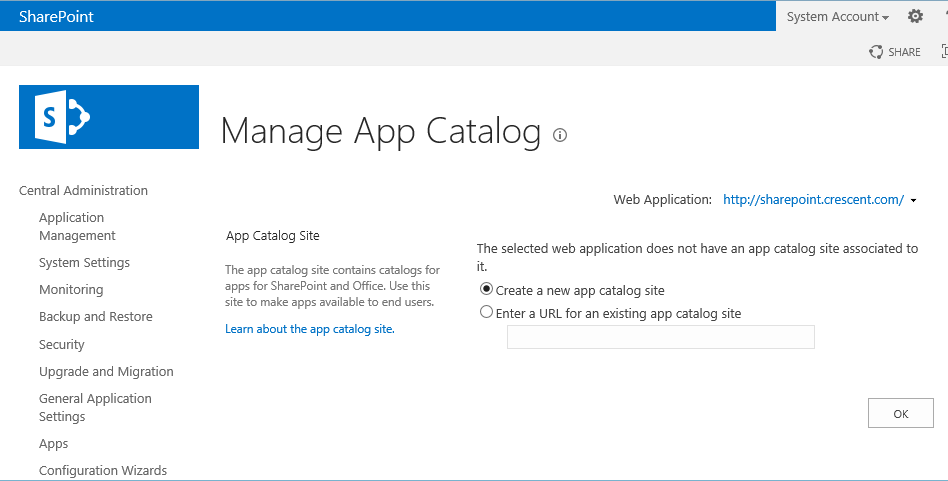 SharePoint
System Account
SHARE
S
Manage App Catalog
Central Administration
Application
Management
System Settings
Monitoring
Backup and Restore
Security
Upgrade and Migration
General Application
Settings
Apps
Configuration Wizards
Web Application: http://sharepoint.crescent.com/
App Catalog Site
The app catalog site contains catalogs for
apps for SharePoint and Office. Use this
site to make apps available to end users.
Learn about the app catalog site.
The selected web application does not have an app catalog site associated to
it.
Create a new app catalog site
Enter a URL for an existing app catalog site
OK